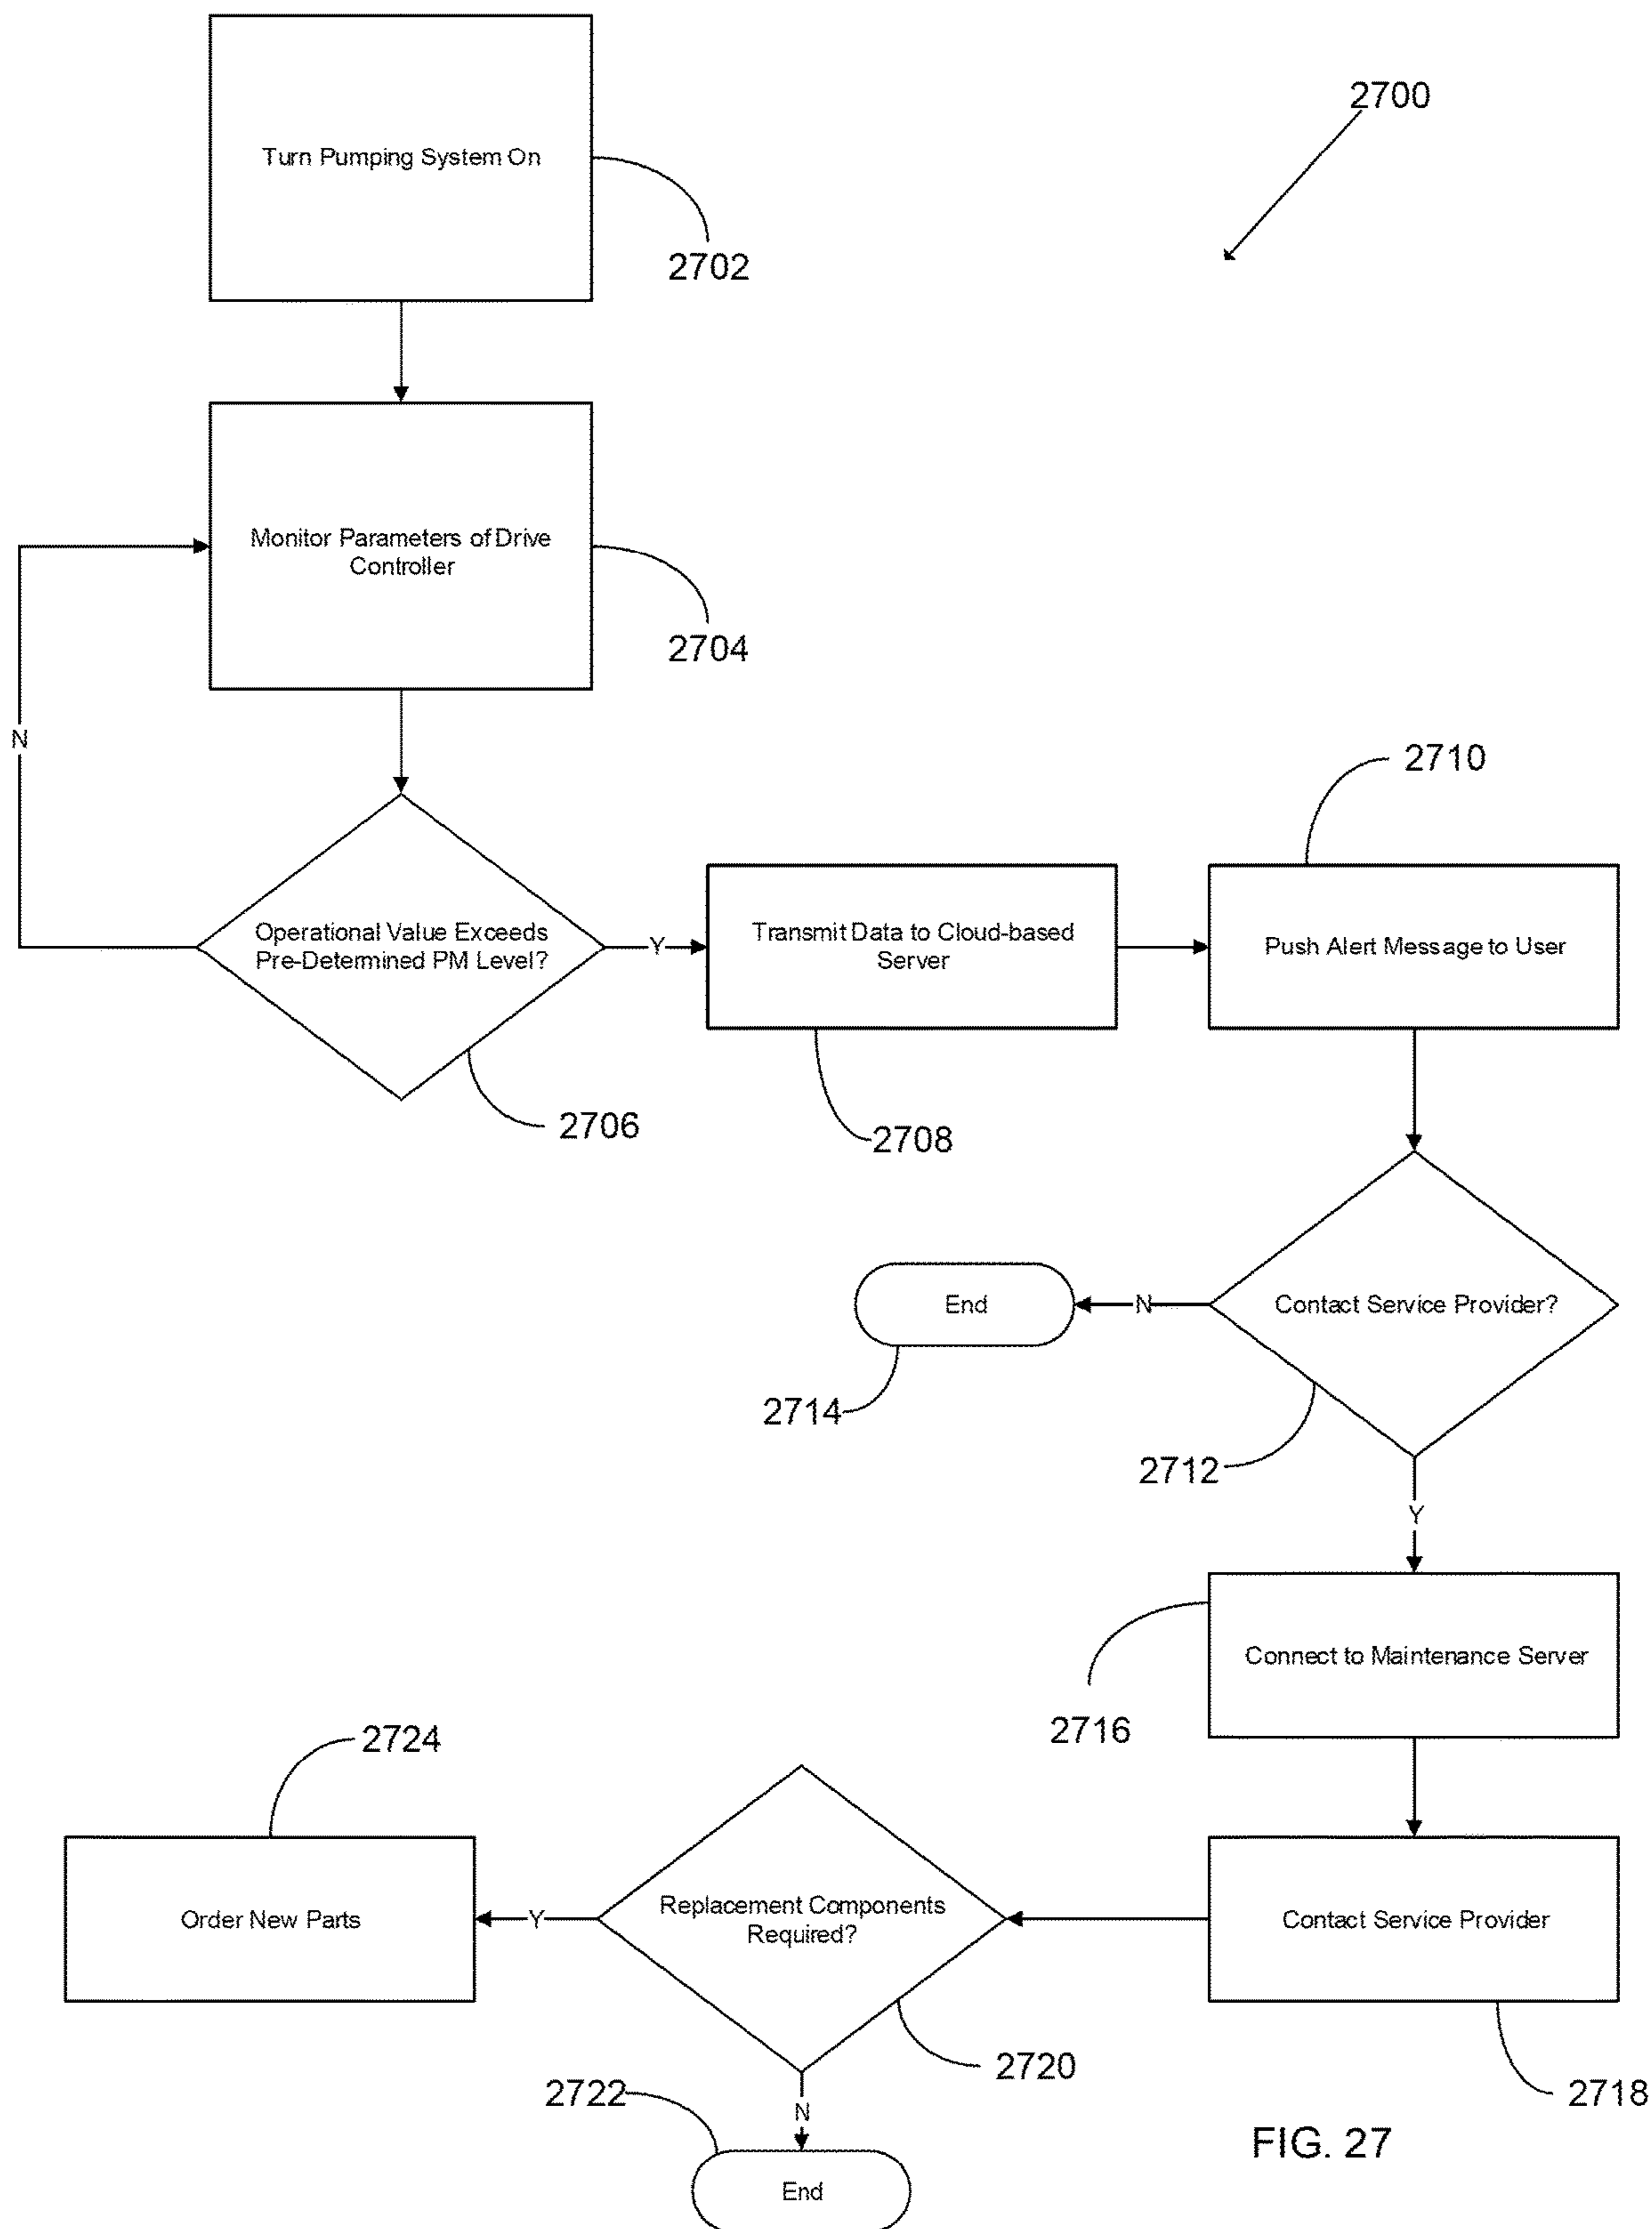 2700
Turn Pumping System On
2702
Monitor Parameters of Drive
Controller
2704
N
2710
Operational Value Exceeds
Pre-Determined PM Level?
Y
Transmit Data to Cloud-based
Server
Push Alert Message to User
2706
2708
End
N
Contact Service Provider?
2714
2712
Y
Connect to Maintenance Server
2716
2724
Order New Parts
Y
Replacement Components
Required?
Contact Service Provider
2720
2722
2718
N
FIG. 27
End